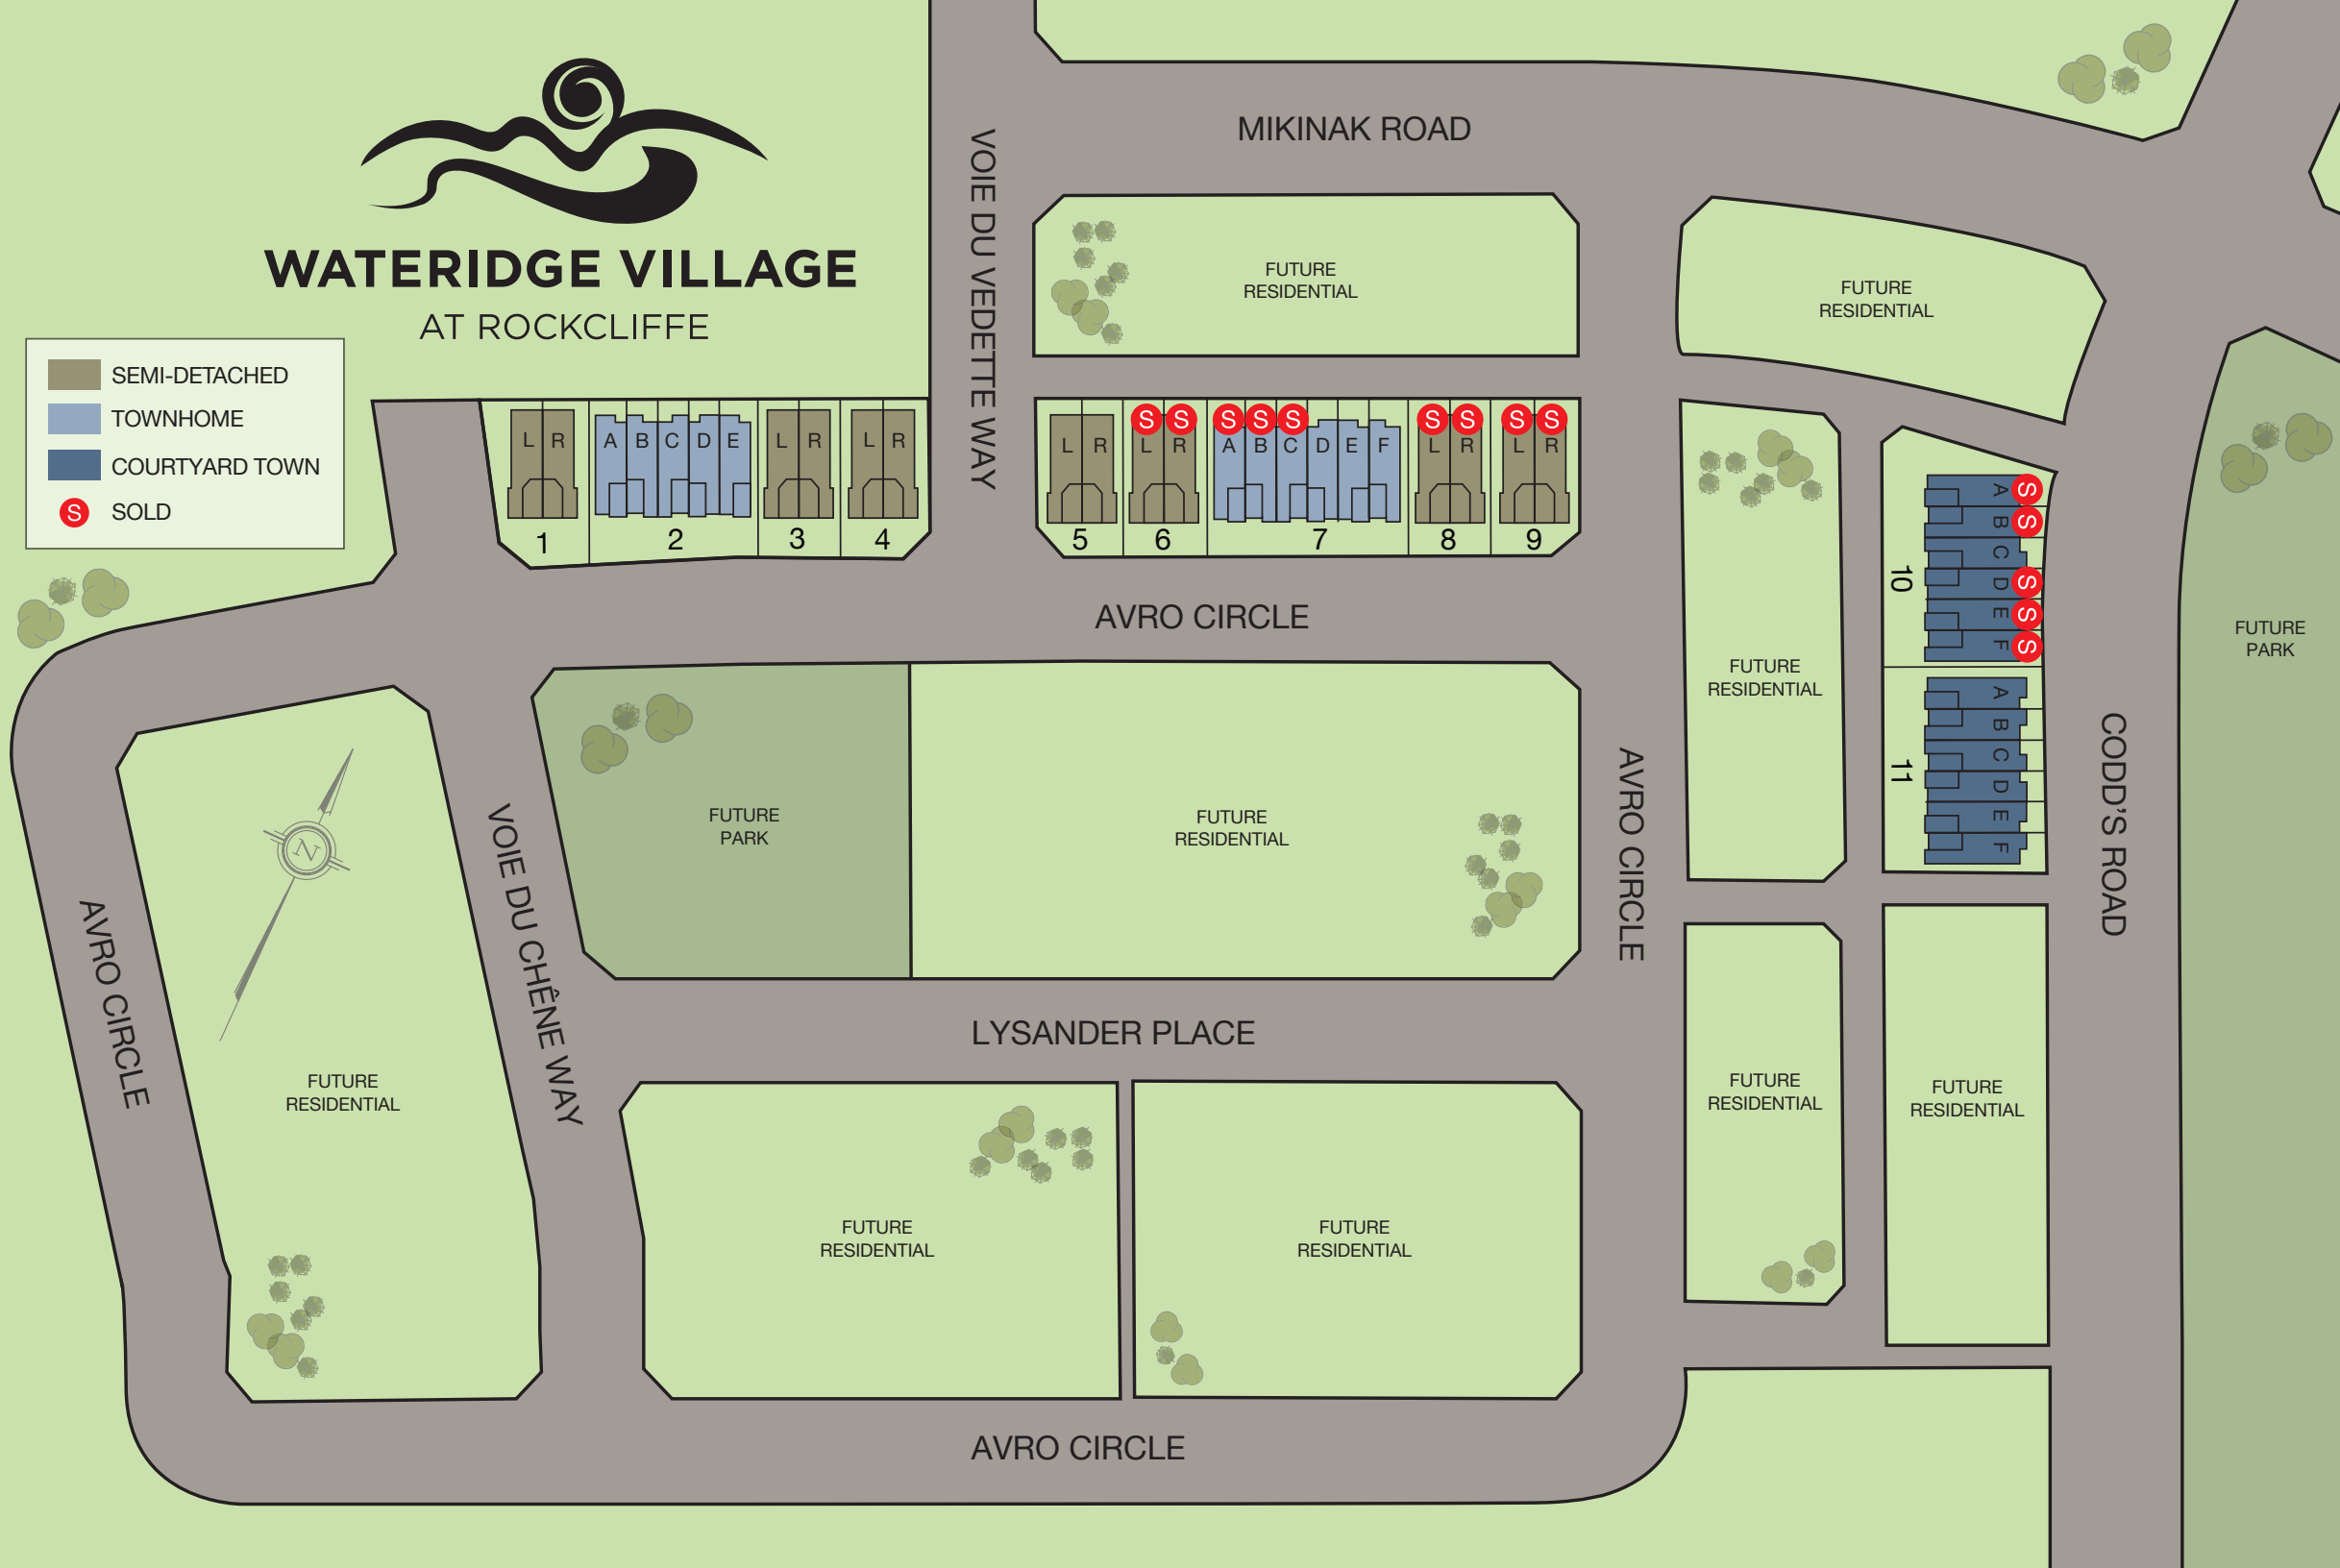 WATERIDGE VILLAGE
AT ROCKCLIFFE
SEMI-DETACHED
TOWNHOME
COURTYARD TOWN
S SOLD
MIKINAK ROAD
VOIE DU VEDETTE WAY
FUTURE
RESIDENTIAL
FUTURE
RESIDENTIAL
L R
1
A B C D E
2
L R
3
L R
4
L R
5
S S
L R
6
S S S
A B C D E F
7
S S
L R
8
S S
L R
9
AVRO CIRCLE
FUTURE
RESIDENTIAL
10
A S
B S
C
D S
E S
F S
11
A
B
C
D
E
F
FUTURE
PARK
CODD'S ROAD
AVRO CIRCLE
FUTURE
PARK
FUTURE
RESIDENTIAL
N
VOIE DU CHÊNE WAY
AVRO CIRCLE
LYSANDER PLACE
FUTURE
RESIDENTIAL
FUTURE
RESIDENTIAL
FUTURE
RESIDENTIAL
FUTURE
RESIDENTIAL
FUTURE
RESIDENTIAL
AVRO CIRCLE